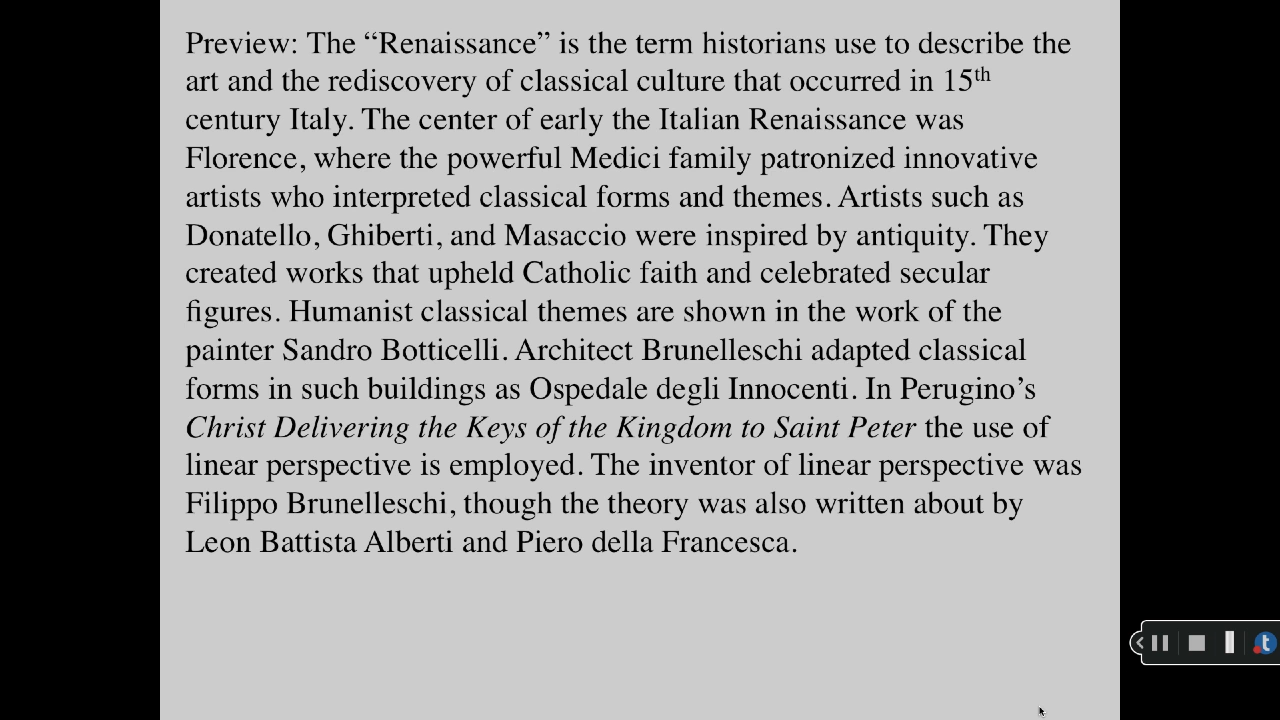 Preview: The “Renaissance” is the term historians use to describe the
art and the rediscovery of classical culture that occurred in 15th
century Italy. The center of early the Italian Renaissance was
Florence, where the powerful Medici family patronized innovative
artists who interpreted classical forms and themes. Artists such as
Donatello, Ghiberti, and Masaccio were inspired by antiquity. They
created works that upheld Catholic faith and celebrated secular
figures. Humanist classical themes are shown in the work of the
painter Sandro Botticelli. Architect Brunelleschi adapted classical
forms in such buildings as Ospedale degli Innocenti. In Perugino’s
Christ Delivering the Keys of the Kingdom to Saint Peter the use of
linear perspective is employed. The inventor of linear perspective was
Filippo Brunelleschi, though the theory was also written about by
Leon Battista Alberti and Piero della Francesca.
t